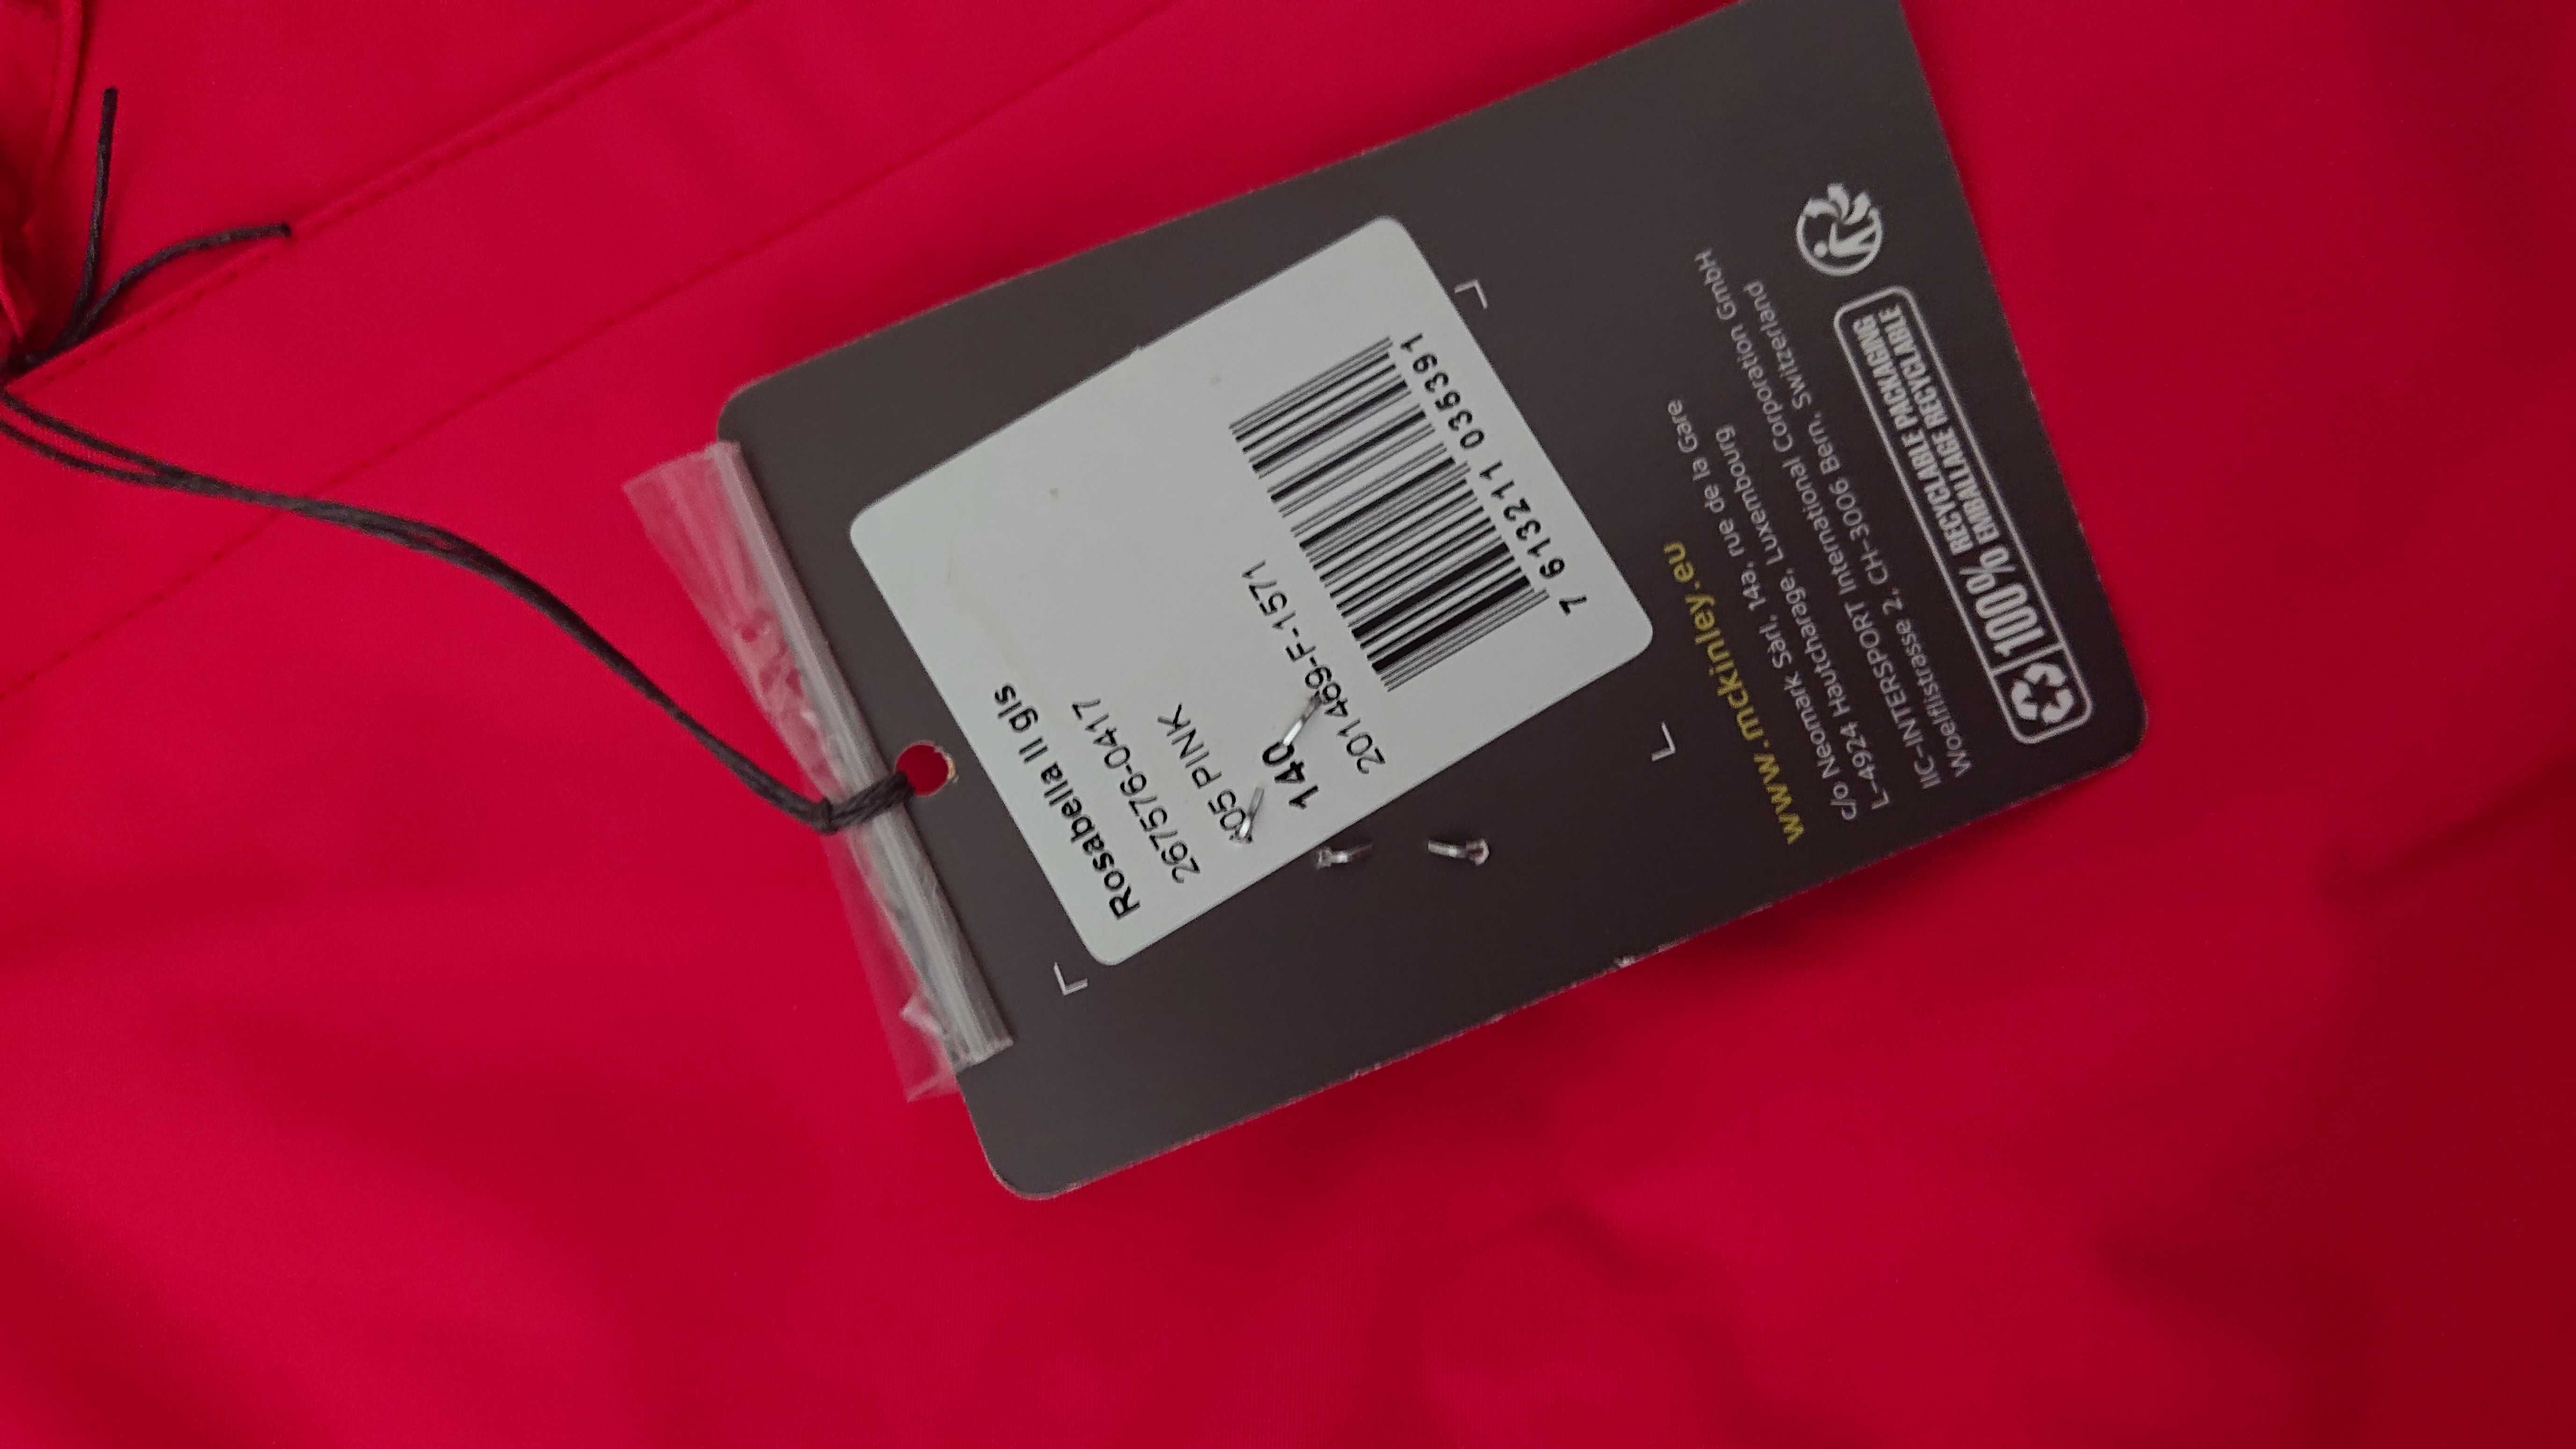 Rosabella II gls
267576-0417
PINK
140
201469-F-1571
7 613211 035391
www.mckinley.eu
c/o Neomark Sàrl, 14a, rue de la Gare
L-4924 Hautcharage, Luxembourg
IIC-INTERSPORT International Corporation GmbH
Woelflistrasse 2, CH-3006 Bern, Switzerland
100% RECYCLABLE PACKAGING
EMBALLAGE RECYCLABLE